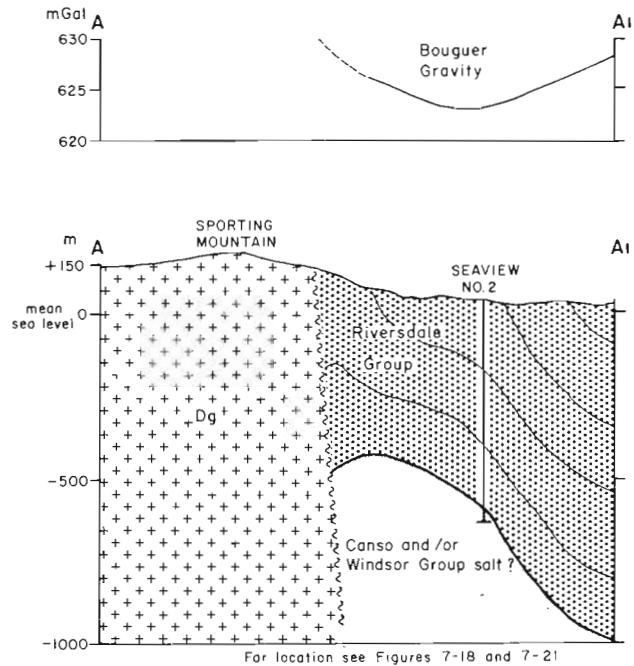 mGal A A1
630
Bouguer
Gravity
625
620
SPORTING
MOUNTAIN
m A A1
+150
SEAVIEW
NO.2
mean
sea level 0
Riversdale
Group
Dg
-500
Canso and/or
Windsor Group salt?
-1000
For location see Figures 7-18 and 7-21